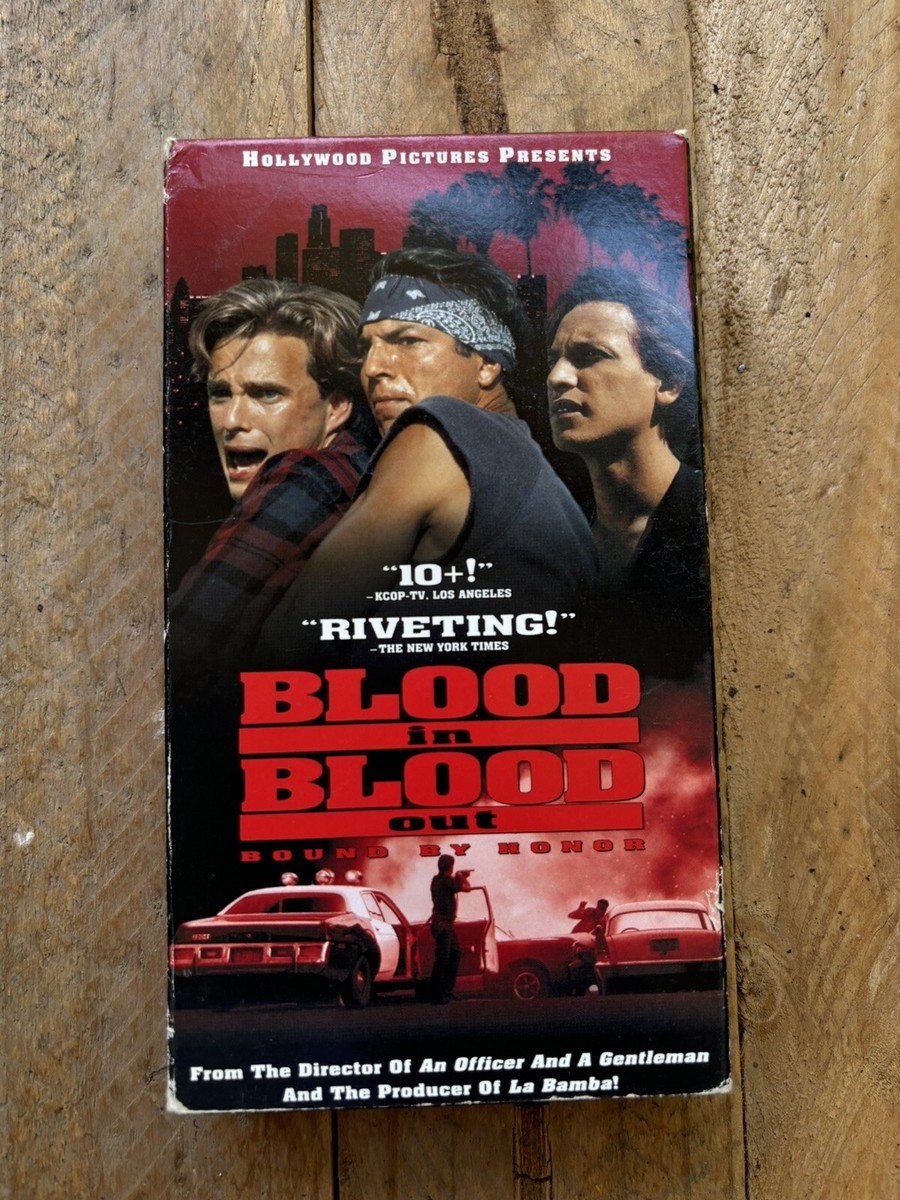 Hollywood Pictures Presents
“10+!”
–KCOP-TV, LOS ANGELES
“RIVETING!”
–THE NEW YORK TIMES
BLOOD
in
BLOOD
out
BOUND BY HONOR
From The Director Of An Officer And A Gentleman
And The Producer Of La Bamba!